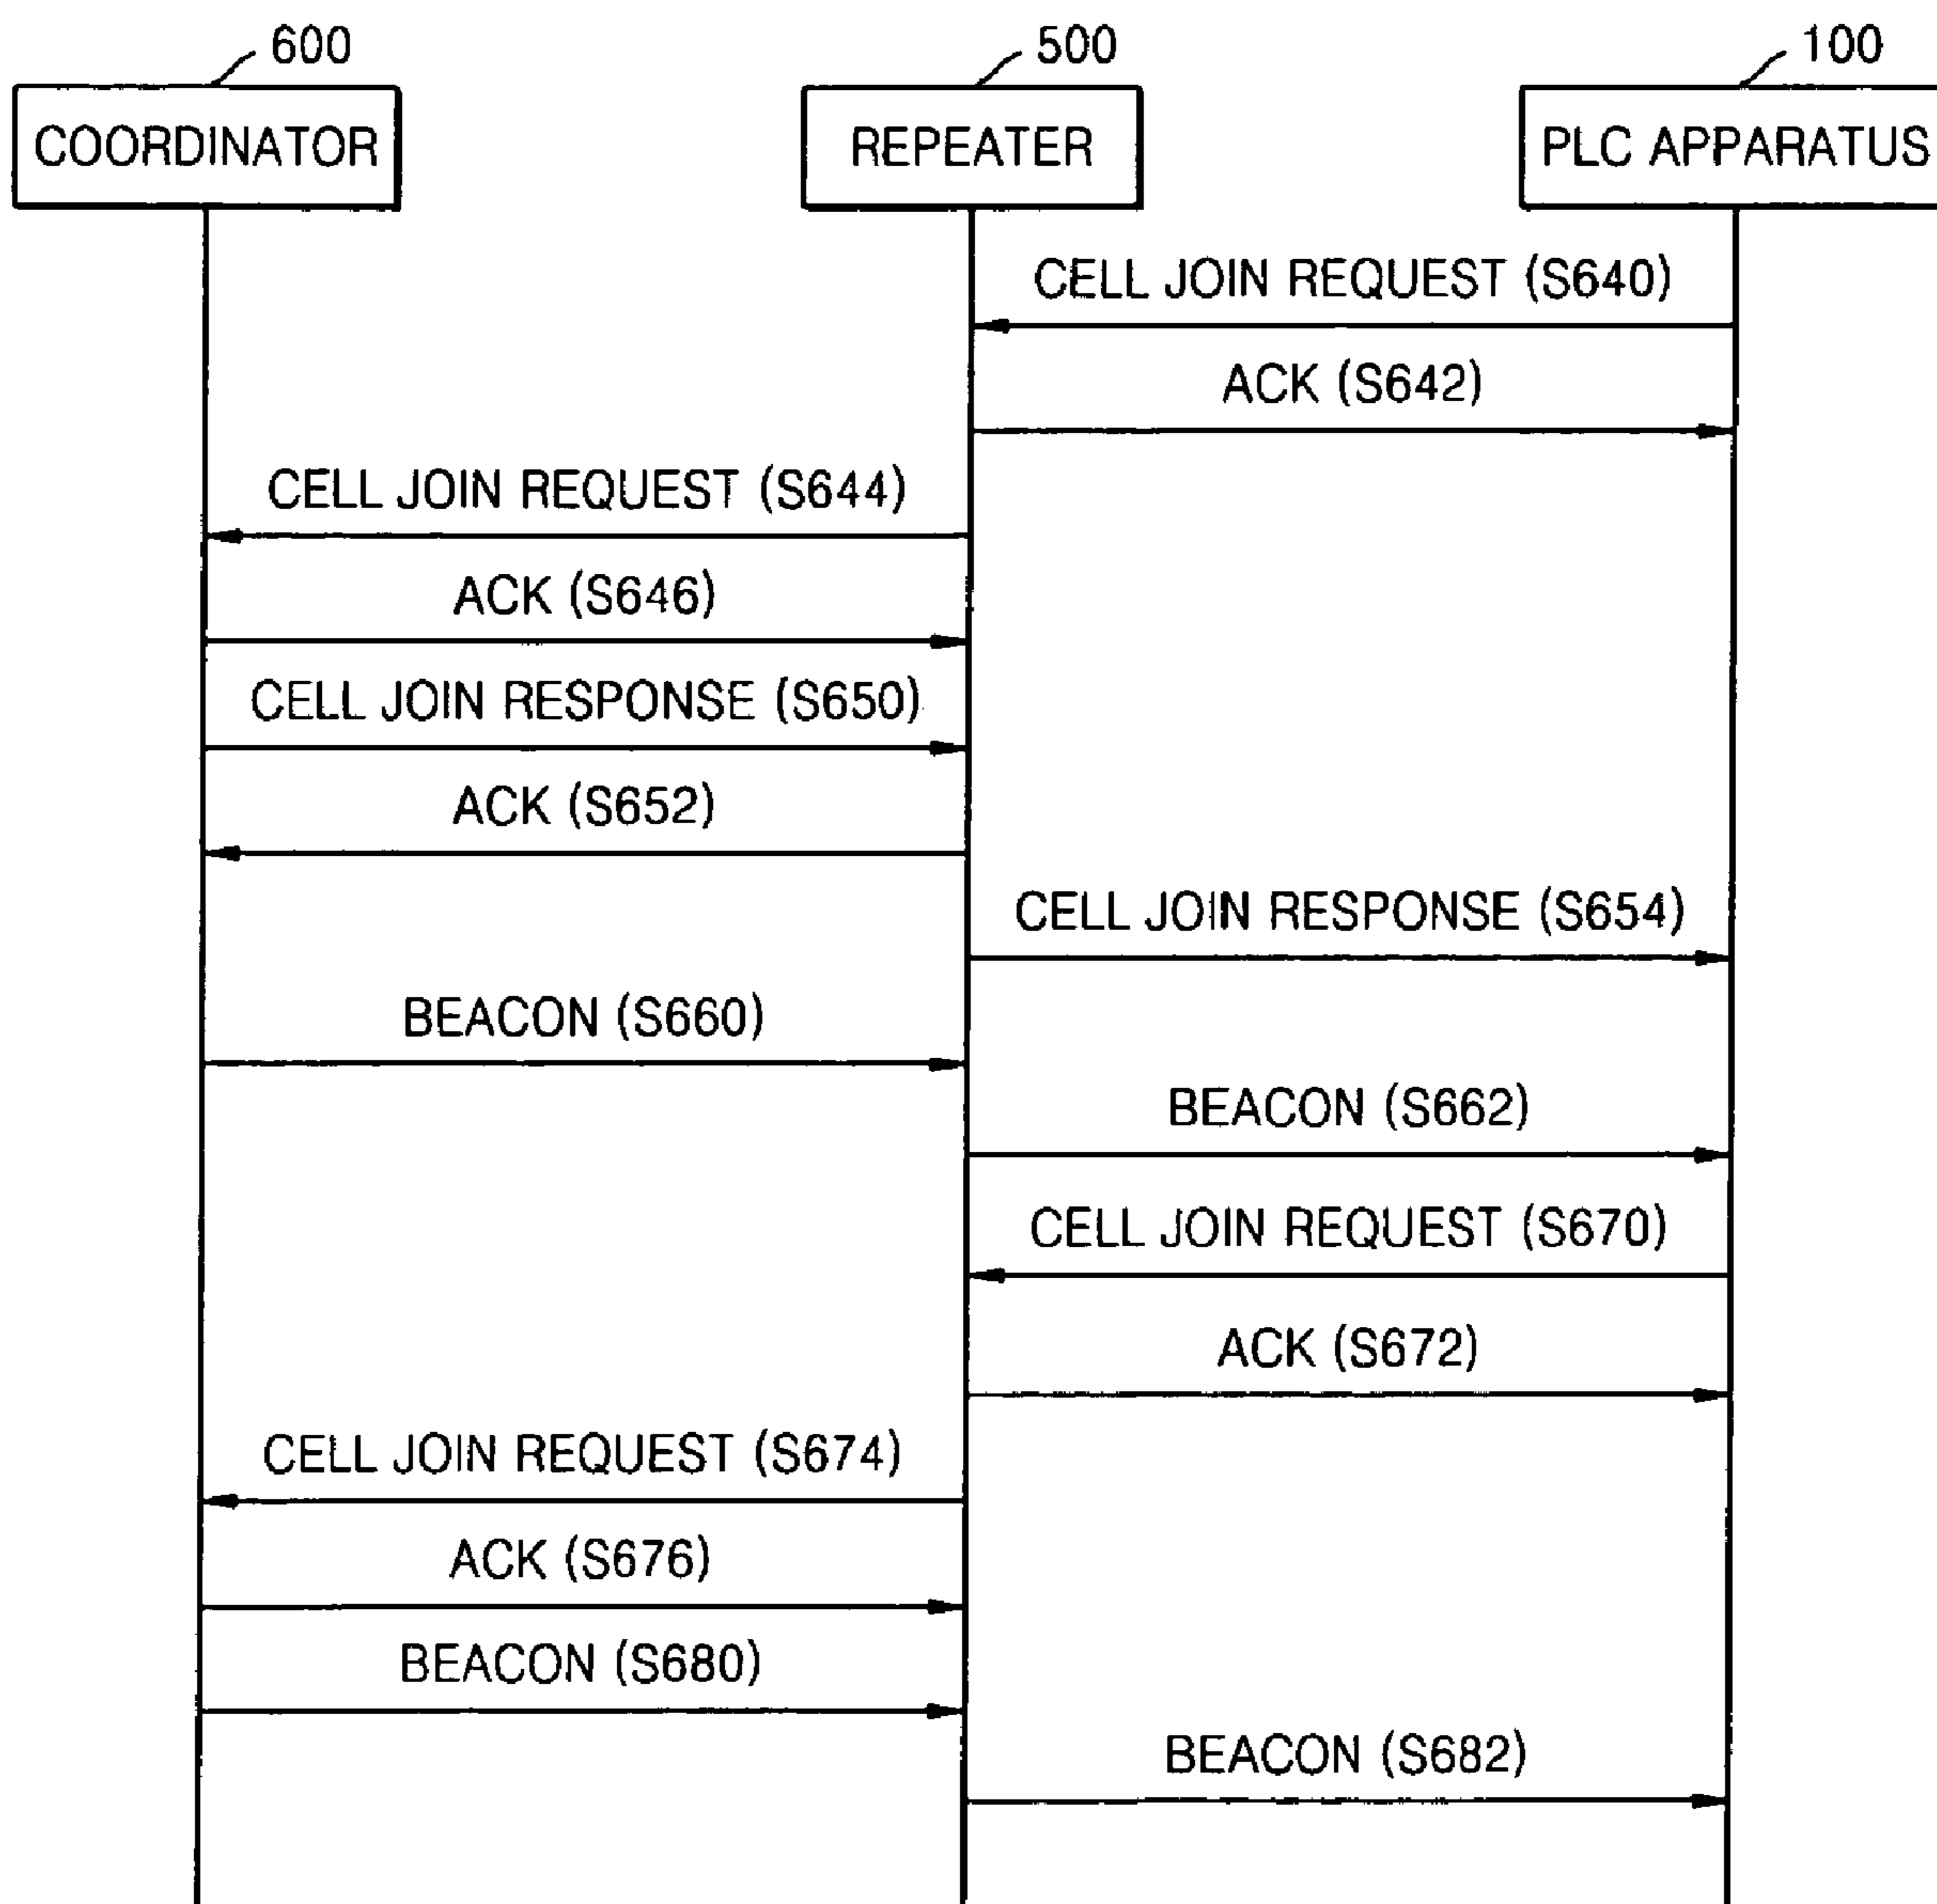 600
500
100
COORDINATOR
REPEATER
PLC APPARATUS
CELL JOIN REQUEST (S640)
ACK (S642)
CELL JOIN REQUEST (S644)
ACK (S646)
CELL JOIN RESPONSE (S650)
ACK (S652)
CELL JOIN RESPONSE (S654)
BEACON (S660)
BEACON (S662)
CELL JOIN REQUEST (S670)
ACK (S672)
CELL JOIN REQUEST (S674)
ACK (S676)
BEACON (S680)
BEACON (S682)